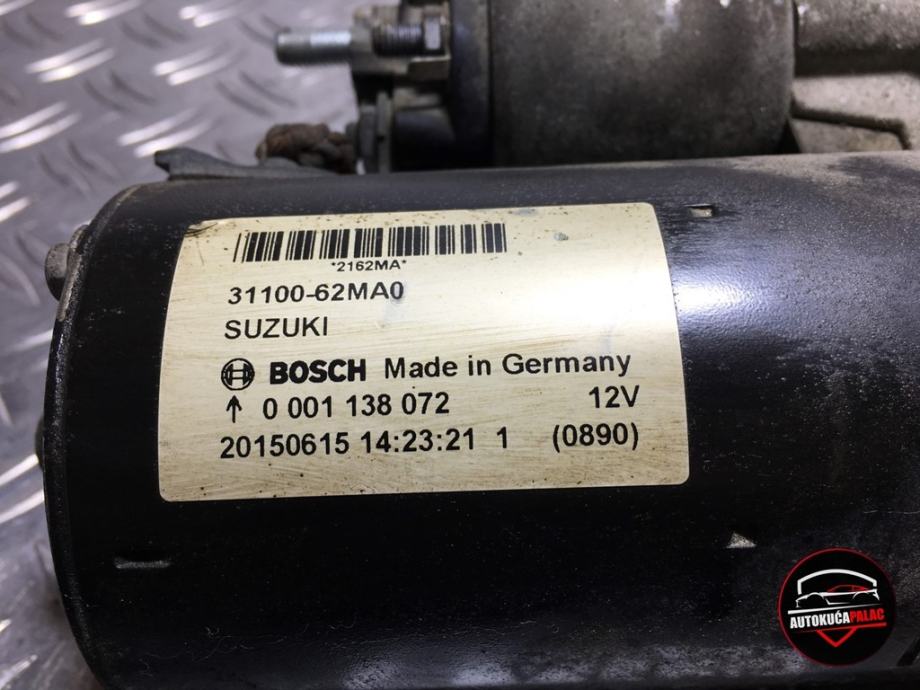 *2162MA*
31100-62MA0
SUZUKI
BOSCH Made in Germany
↑ 0 001 138 072 12V
20150615 14:23:21 1 (0890)
AUTOKUĆAPALAC